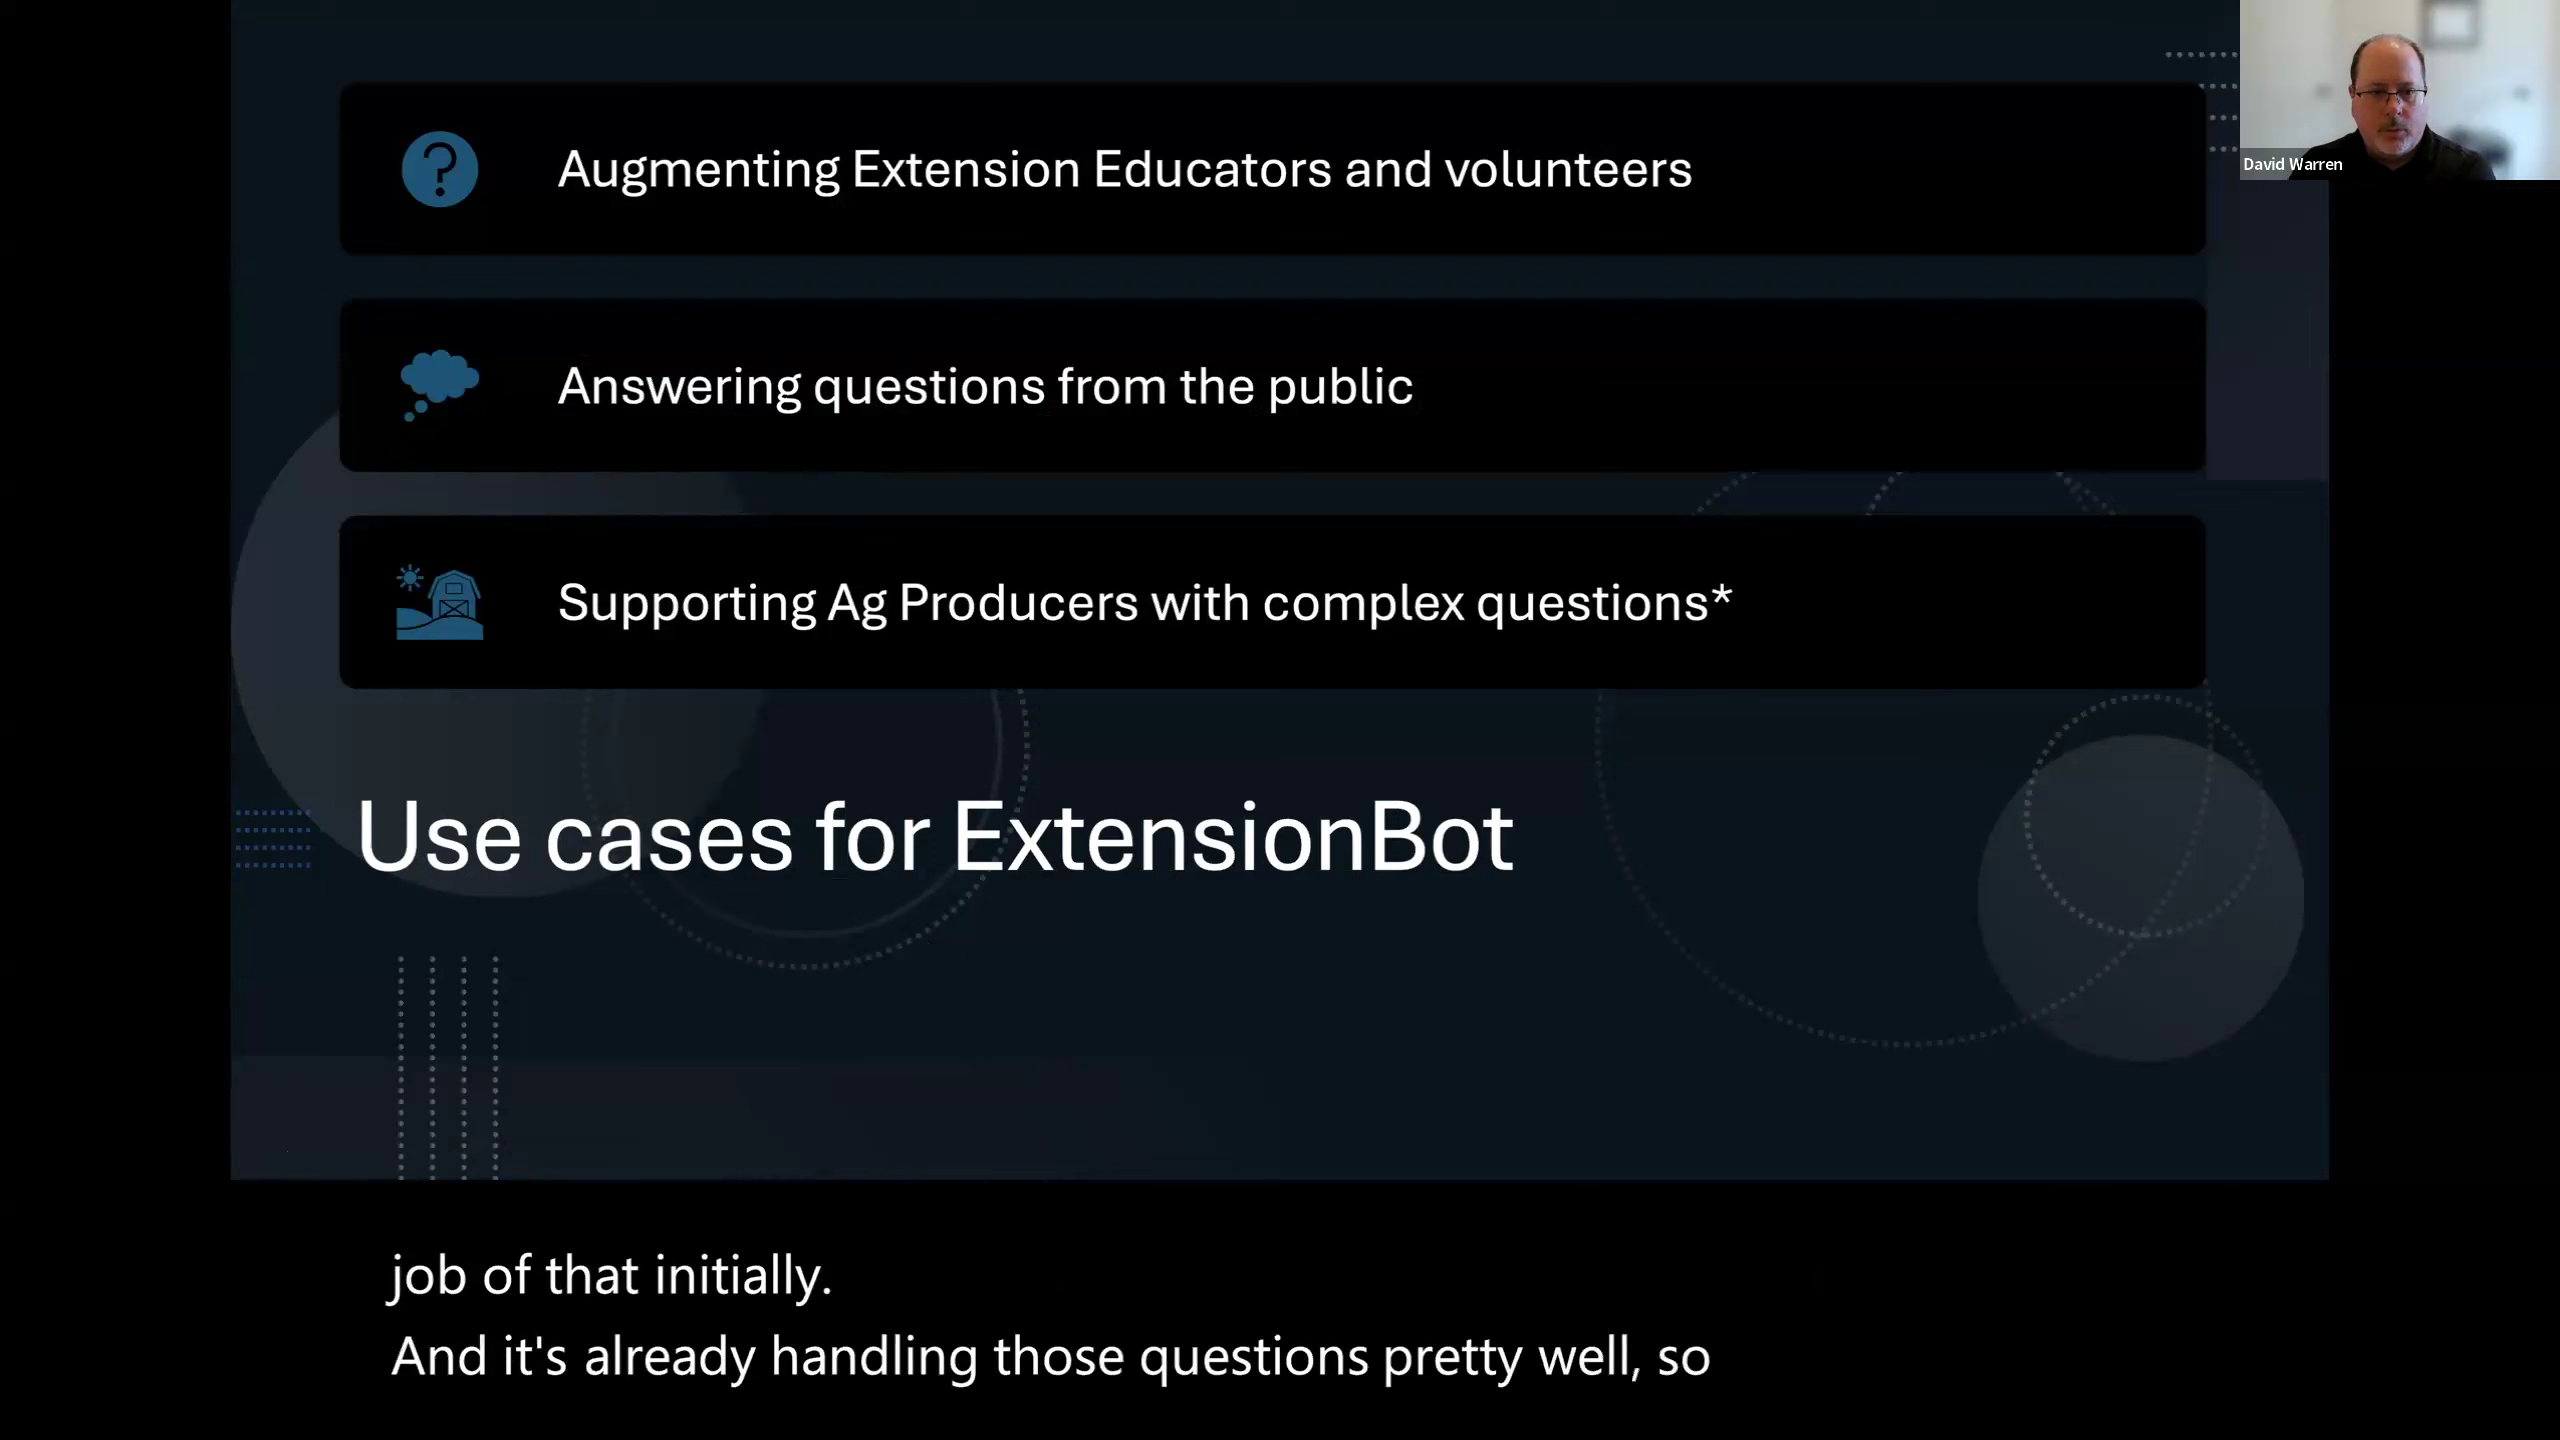 Augmenting Extension Educators and volunteers
David Warren
Answering questions from the public
Supporting Ag Producers with complex questions*
Use cases for ExtensionBot
job of that initially.
And it's already handling those questions pretty well, so